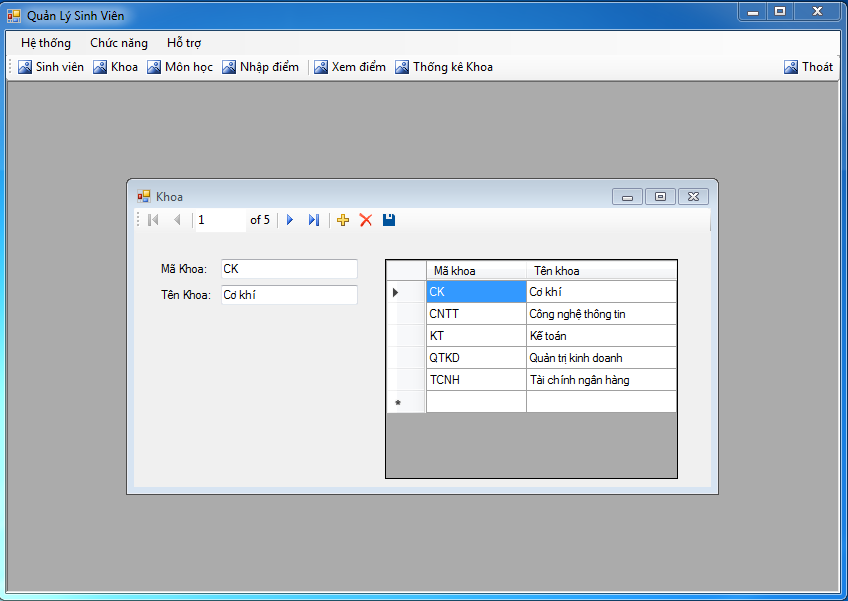 Quản Lý Sinh Viên
Hệ thống Chức năng Hỗ trợ
Sinh viên Khoa Môn học Nhập điểm Xem điểm Thống kê Khoa Thoát
Khoa
1 of 5
Mã Khoa: CK
Tên Khoa: Cơ khí
Mã khoa Tên khoa
CK Cơ khí
CNTT Công nghệ thông tin
KT Kế toán
QTKD Quản trị kinh doanh
TCNH Tài chính ngân hàng
*